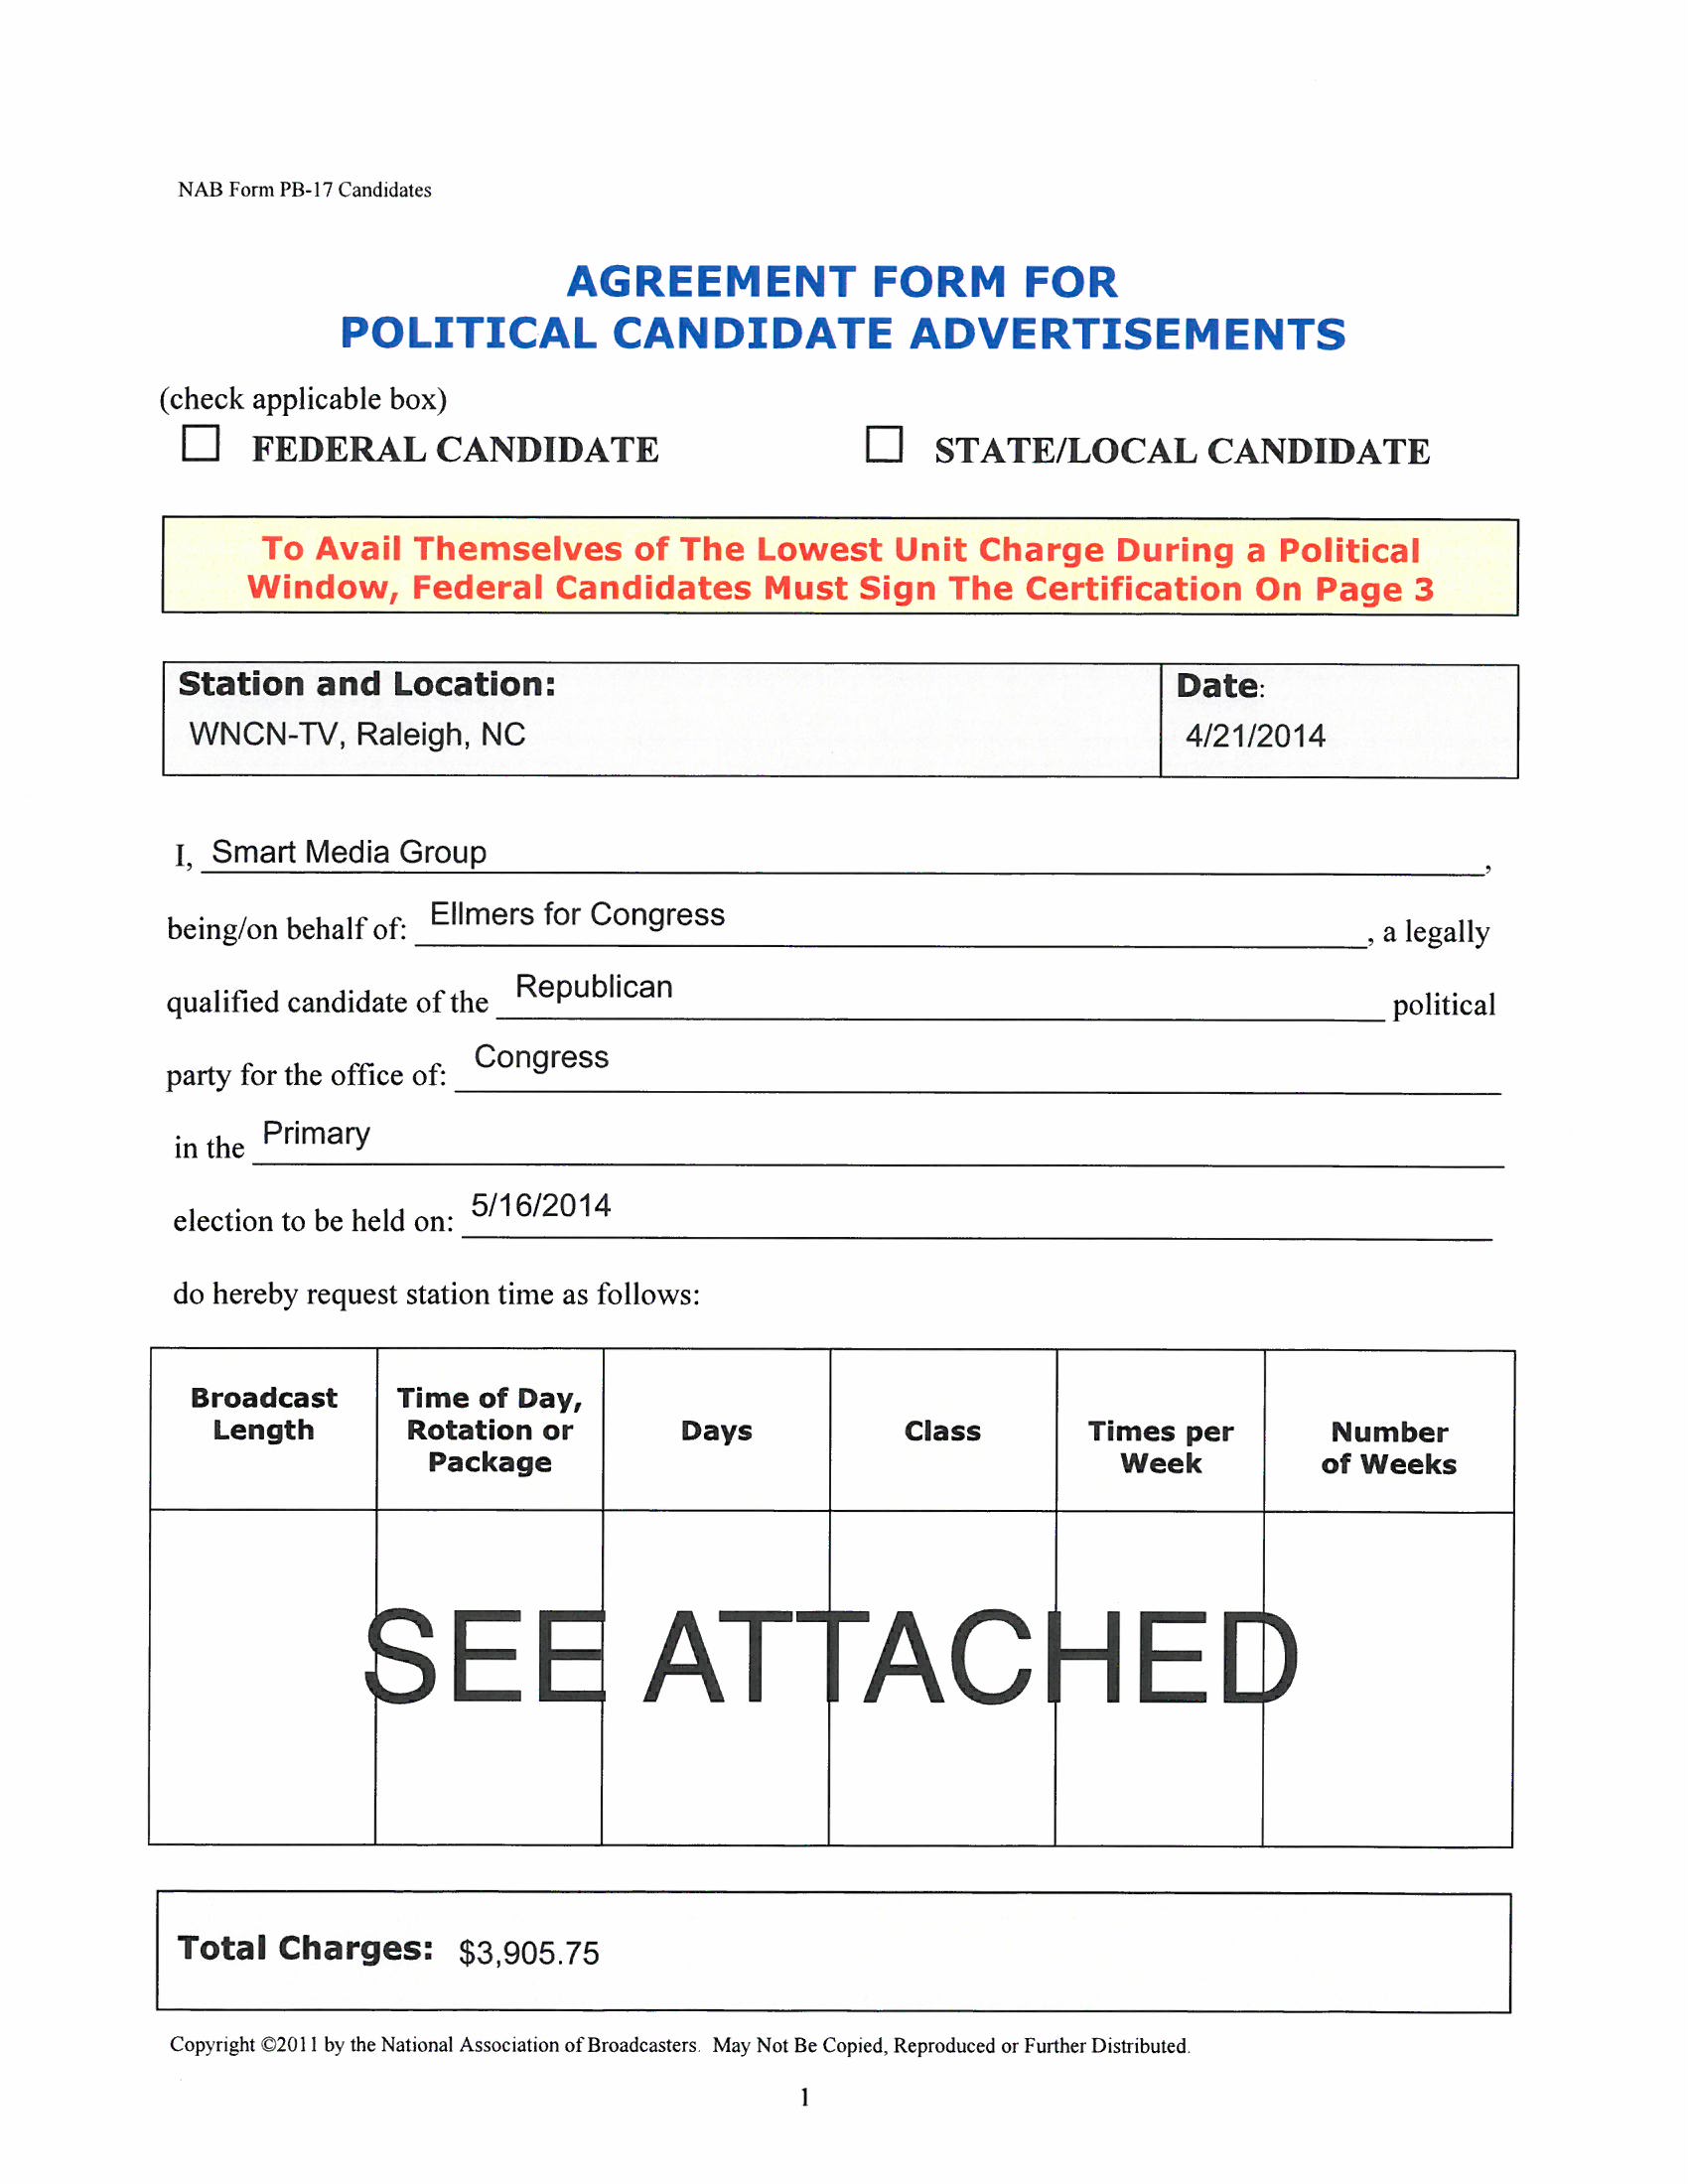 NAB Form PB-17 Candidates
AGREEMENT FORM FOR
POLITICAL CANDIDATE ADVERTISEMENTS
(check applicable box)
☐ FEDERAL CANDIDATE ☐ STATE/LOCAL CANDIDATE
To Avail Themselves of The Lowest Unit Charge During a Political
Window, Federal Candidates Must Sign The Certification On Page 3
Station and Location: Date:
WNCN-TV, Raleigh, NC 4/21/2014
I, Smart Media Group,
being/on behalf of: Ellmers for Congress, a legally
qualified candidate of the Republican political
party for the office of: Congress
in the Primary
election to be held on: 5/16/2014
do hereby request station time as follows:
Broadcast Length Time of Day, Rotation or Package Days Class Times per Week Number of Weeks
SEE ATTACHED
Total Charges: $3,905.75
Copyright ©2011 by the National Association of Broadcasters. May Not Be Copied, Reproduced or Further Distributed.
1